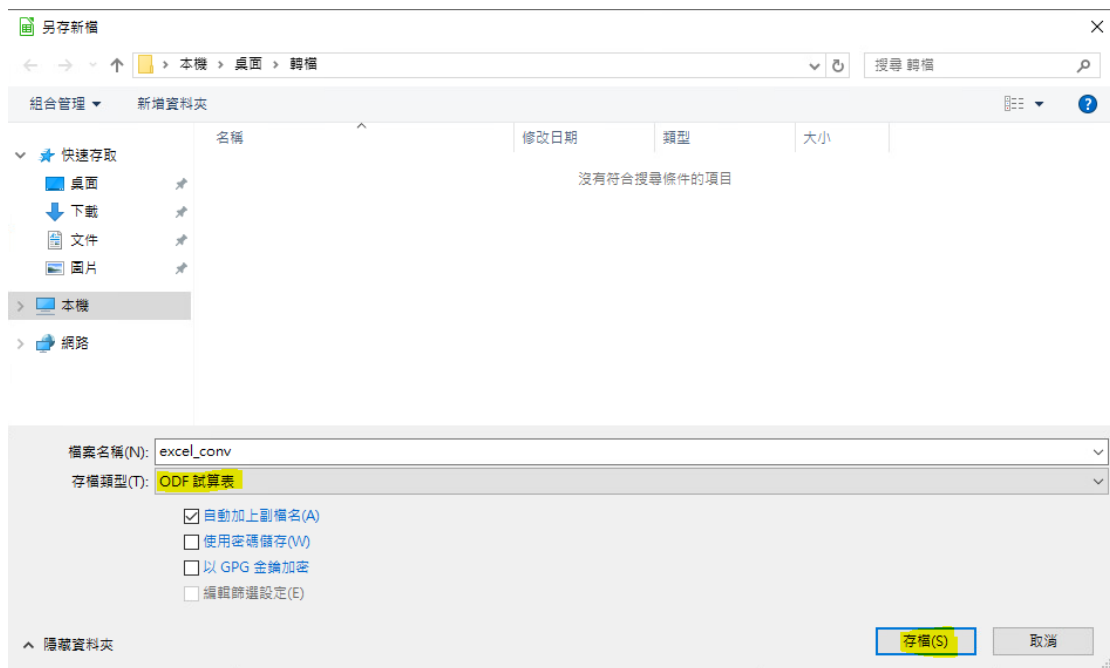 另存新檔
本機 › 桌面 › 轉檔
搜尋 轉檔
組合管理
新增資料夾
名稱
修改日期
類型
大小
沒有符合搜尋條件的項目
快速存取
桌面
下載
文件
圖片
本機
網路
檔案名稱(N): excel_conv
存檔類型(T): ODF 試算表
自動加上副檔名(A)
使用密碼儲存(W)
以 GPG 金鑰加密
編輯篩選設定(E)
隱藏資料夾
存檔(S)
取消